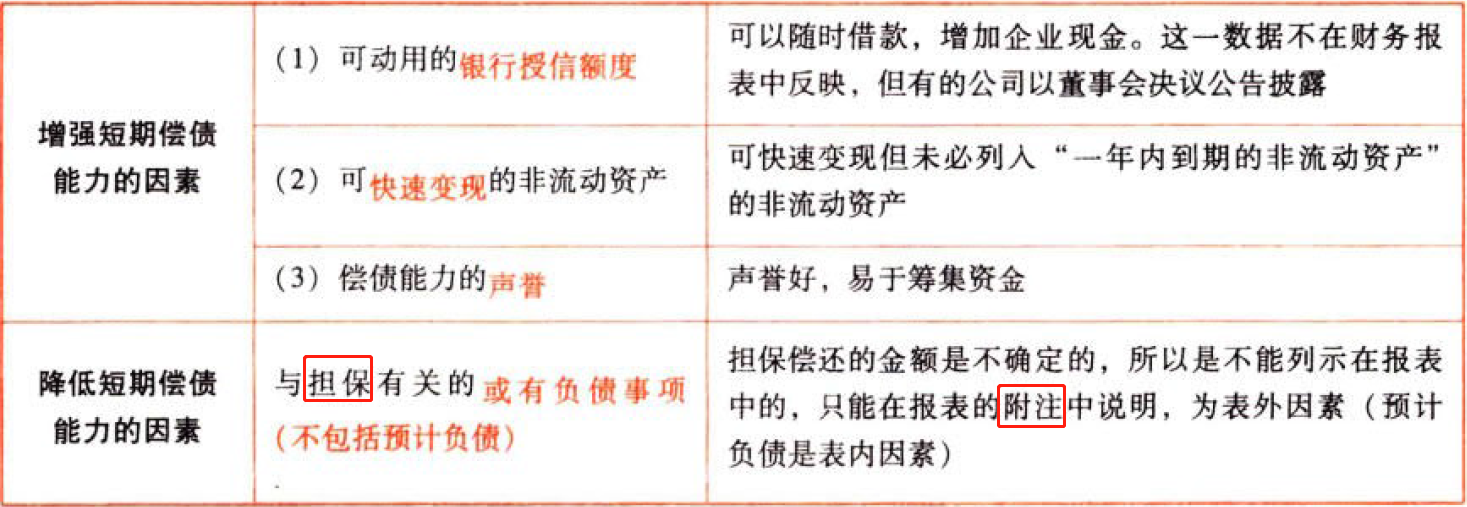 增强短期偿债
能力的因素
(1) 可动用的银行授信额度
可以随时借款，增加企业现金。这一数据不在财务报
表中反映，但有的公司以董事会决议公告披露
(2) 可快速变现的非流动资产
可快速变现但未必列入“一年内到期的非流动资产”
的非流动资产
(3) 偿债能力的声誉
声誉好，易于筹集资金
降低短期偿债
能力的因素
与担保有关的或有负债事项
(不包括预计负债)
担保偿还的金额是不确定的，所以是不能列示在报表
中的，只能在报表的附注中说明，为表外因素（预计
负债是表内因素）